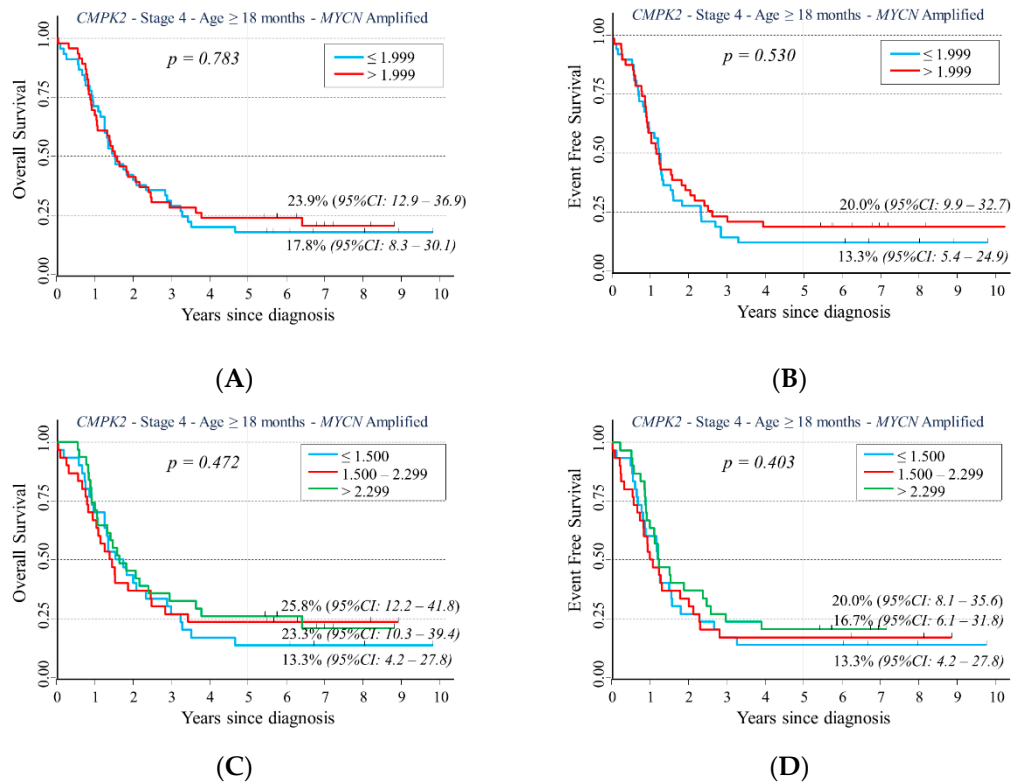 CMPK2 - Stage 4 - Age ≥ 18 months - MYCN Amplified
p = 0.783
≤ 1.999
> 1.999
Overall Survival
1.00
0.75
0.50
0.25
0.00
23.9% (95%CI: 12.9 – 36.9)
17.8% (95%CI: 8.3 – 30.1)
0 1 2 3 4 5 6 7 8 9 10
Years since diagnosis
(A)
CMPK2 - Stage 4 - Age ≥ 18 months - MYCN Amplified
p = 0.530
≤ 1.999
> 1.999
Event Free Survival
1.00
0.75
0.50
0.25
0.00
20.0% (95%CI: 9.9 – 32.7)
13.3% (95%CI: 5.4 – 24.9)
0 1 2 3 4 5 6 7 8 9 10
Years since diagnosis
(B)
CMPK2 - Stage 4 - Age ≥ 18 months - MYCN Amplified
p = 0.472
≤ 1.500
1.500 – 2.299
> 2.299
Overall Survival
1.00
0.75
0.50
0.25
0.00
25.8% (95%CI: 12.2 – 41.8)
23.3% (95%CI: 10.3 – 39.4)
13.3% (95%CI: 4.2 – 27.8)
0 1 2 3 4 5 6 7 8 9 10
Years since diagnosis
(C)
CMPK2 - Stage 4 - Age ≥ 18 months - MYCN Amplified
p = 0.403
≤ 1.500
1.500 – 2.299
> 2.299
Event Free Survival
1.00
0.75
0.50
0.25
0.00
20.0% (95%CI: 8.1 – 35.6)
16.7% (95%CI: 6.1 – 31.8)
13.3% (95%CI: 4.2 – 27.8)
0 1 2 3 4 5 6 7 8 9 10
Years since diagnosis
(D)